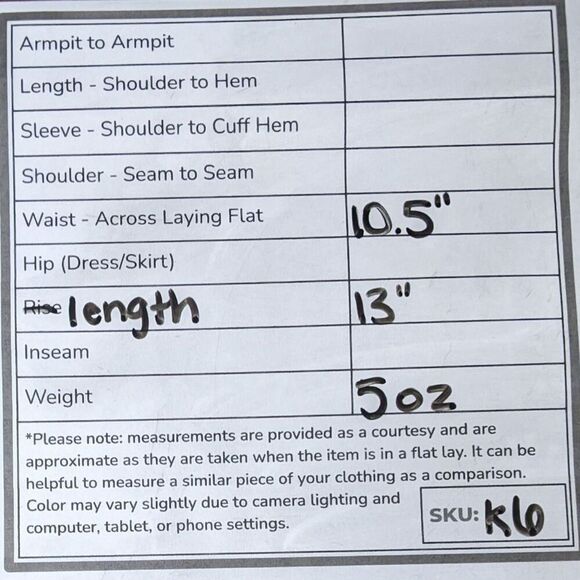 Armpit to Armpit
Length - Shoulder to Hem
Sleeve - Shoulder to Cuff Hem
Shoulder - Seam to Seam
Waist - Across Laying Flat 10.5"
Hip (Dress/Skirt)
Rise length 13"
Inseam
Weight 5oz
*Please note: measurements are provided as a courtesy and are
approximate as they are taken when the item is in a flat lay. It can be
helpful to measure a similar piece of your clothing as a comparison.
Color may vary slightly due to camera lighting and
computer, tablet, or phone settings.
SKU: K6